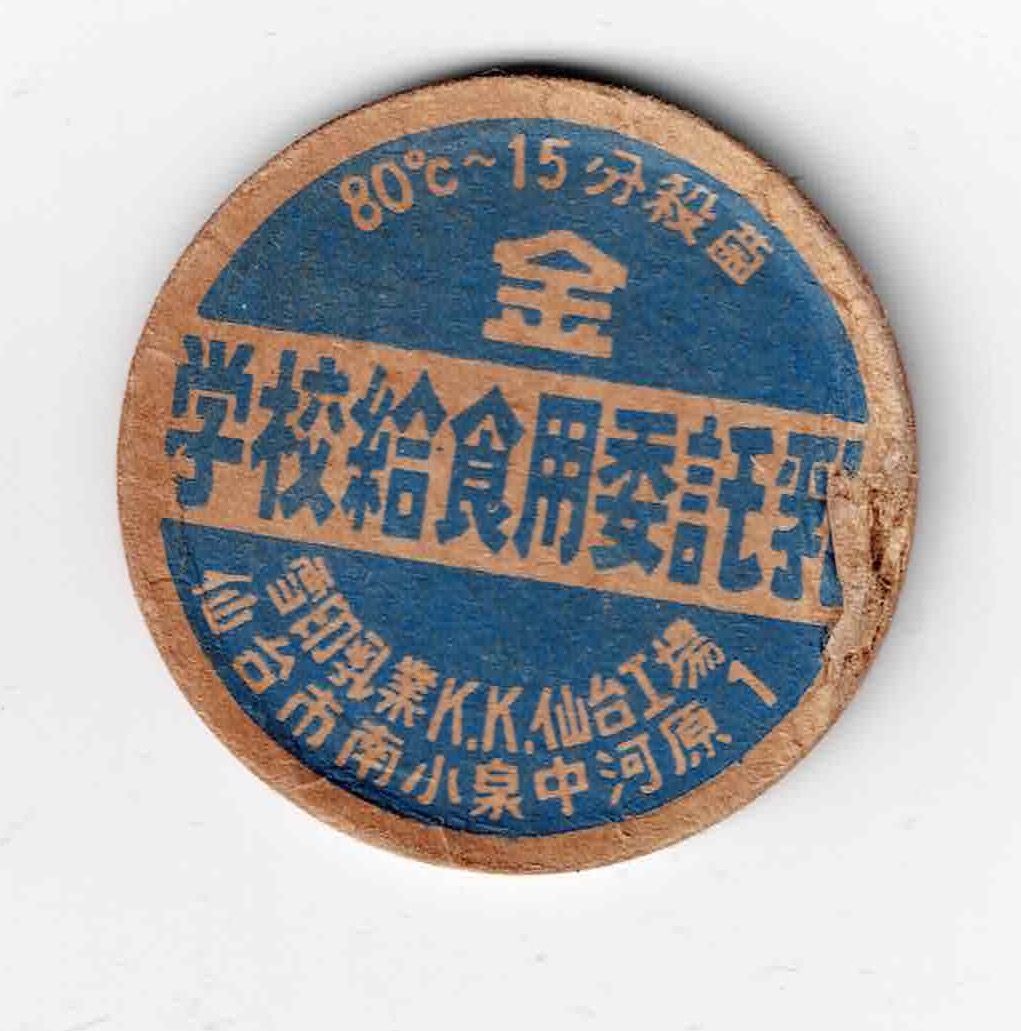 80℃~15分殺菌
金
学校給食用委託乳
雪印乳業K.K.仙台工場
仙台市南小泉中河原1